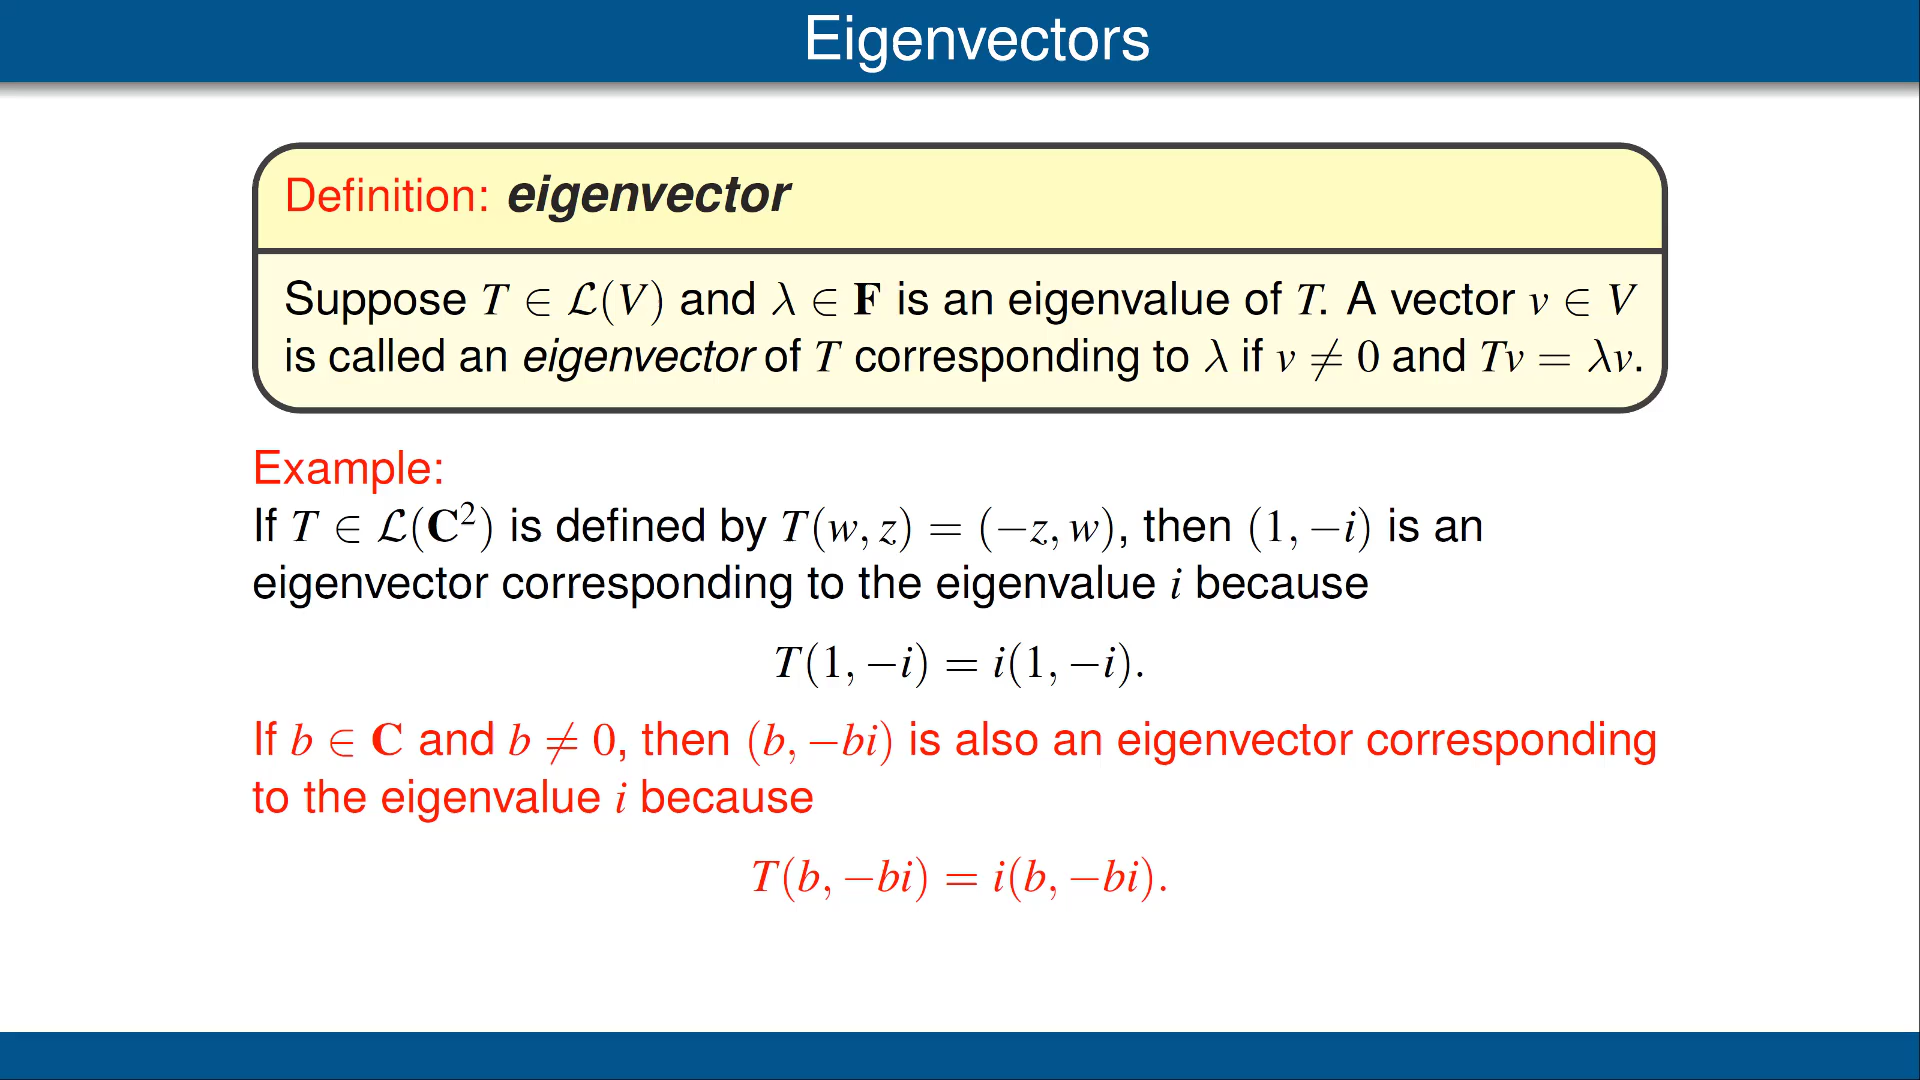 Eigenvectors
Definition: eigenvector
Suppose T ∈ ℒ(V) and λ ∈ F is an eigenvalue of T. A vector v ∈ V
is called an eigenvector of T corresponding to λ if v ≠ 0 and Tv = λv.
Example:
If T ∈ ℒ(C²) is defined by T(w, z) = (−z, w), then (1, −i) is an
eigenvector corresponding to the eigenvalue i because
T(1, −i) = i(1, −i).
If b ∈ C and b ≠ 0, then (b, −bi) is also an eigenvector corresponding
to the eigenvalue i because
T(b, −bi) = i(b, −bi).